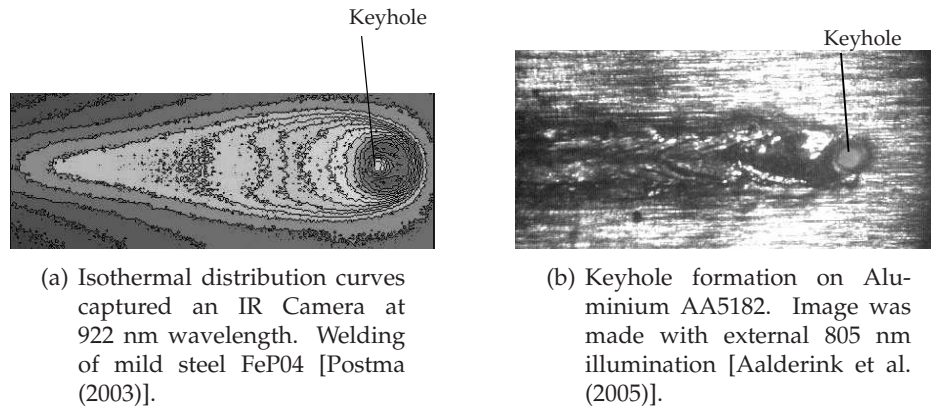 Keyhole
Keyhole
(a) Isothermal distribution curves
captured an IR Camera at
922 nm wavelength. Welding
of mild steel FeP04 [Postma
(2003)].
(b) Keyhole formation on Alu-
minium AA5182. Image was
made with external 805 nm
illumination [Aalderink et al.
(2005)].